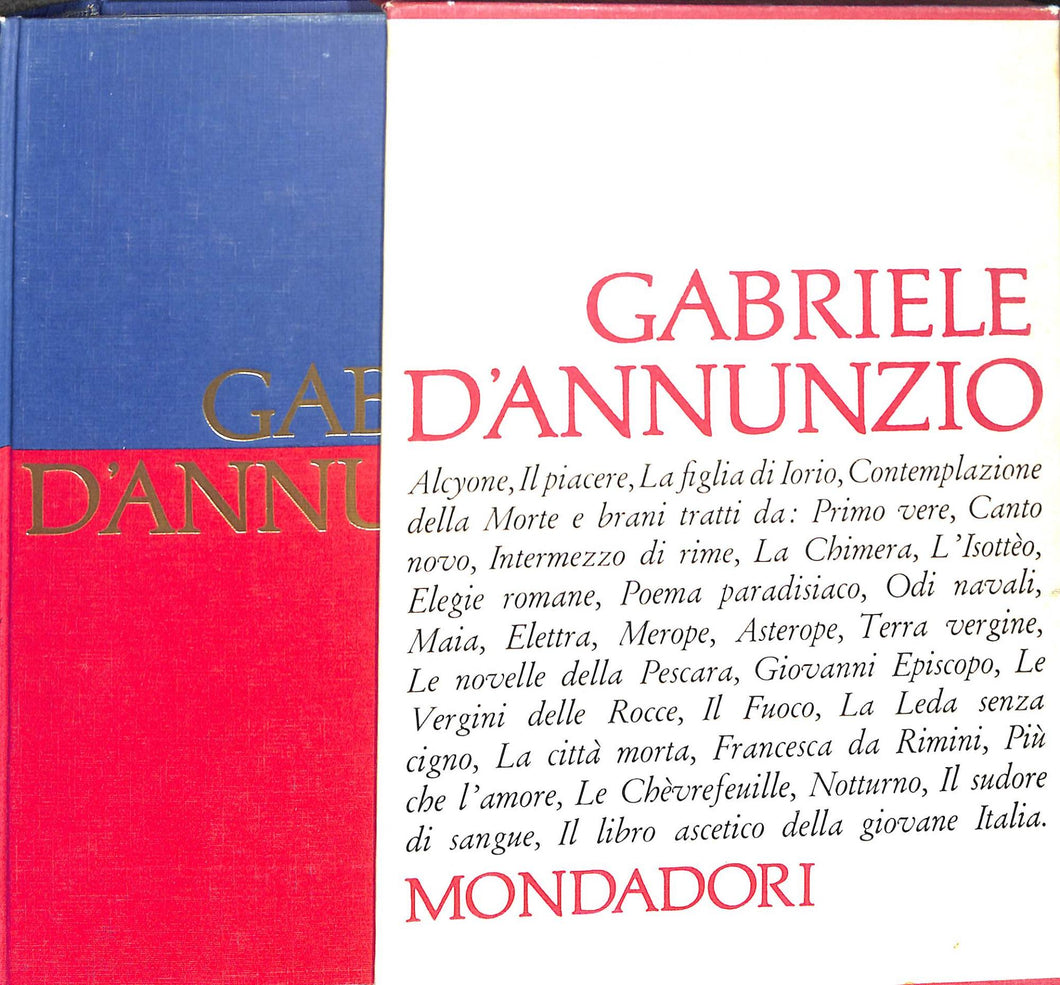 GAB
D'ANNU
GABRIELE
D'ANNUNZIO
Alcyone, Il piacere, La figlia di Iorio, Contemplazione
della Morte e brani tratti da: Primo vere, Canto
novo, Intermezzo di rime, La Chimera, L'Isottèo,
Elegie romane, Poema paradisiaco, Odi navali,
Maia, Elettra, Merope, Asterope, Terra vergine,
Le novelle della Pescara, Giovanni Episcopo, Le
Vergini delle Rocce, Il Fuoco, La Leda senza
cigno, La città morta, Francesca da Rimini, Più
che l'amore, Le Chèvrefeuille, Notturno, Il sudore
di sangue, Il libro ascetico della giovane Italia.
MONDADORI